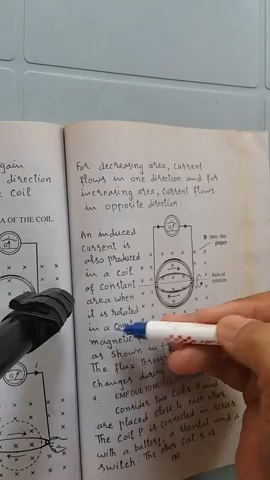 gain
direction
coil
A OF THE COIL.
For decreasing area, current
flows in one direction and for
increasing area, current flows
in opposite direction.
An induced
current is
also produced
in a coil
of constant
area when
it is rotated
in a
magnetic
as shown in
The flux
changes during
4. EMF DUE TO
Consider two coils P and
are placed close to each
The coil P is connected in series
with a battery, a rheostat and a
switch. The other coil S is
B into the
paper
Axis of
rotation